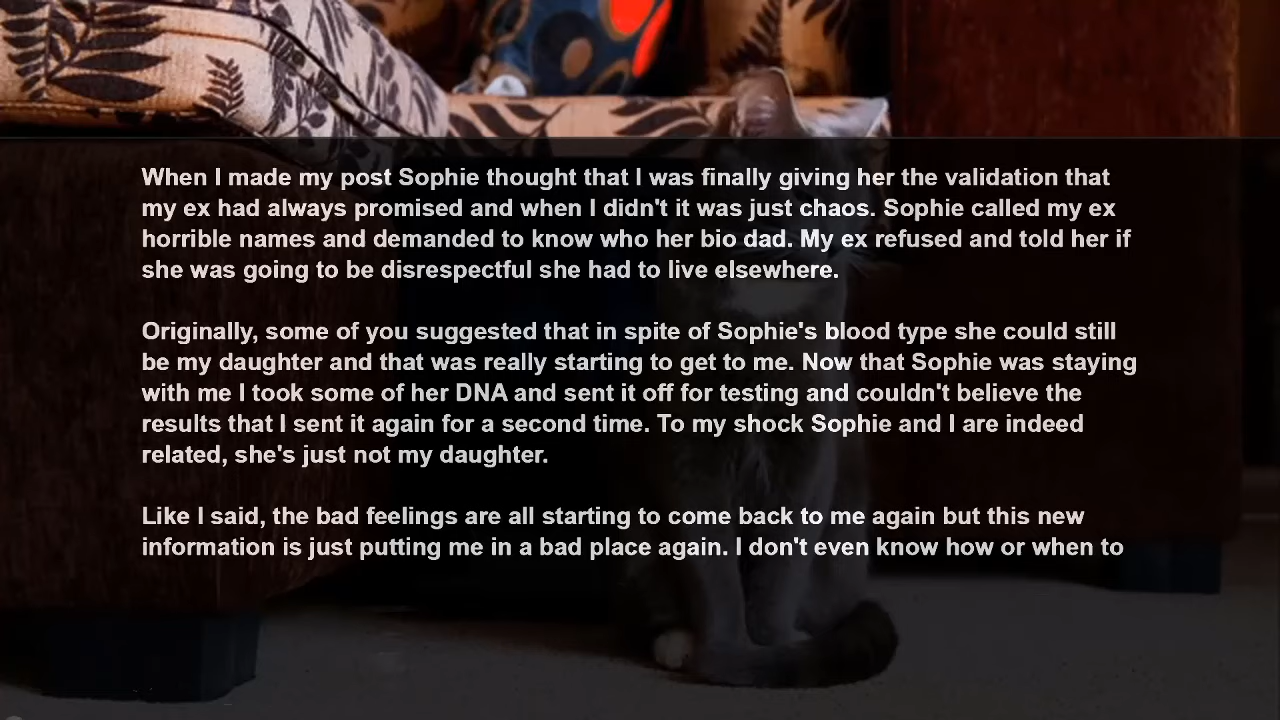 When I made my post Sophie thought that I was finally giving her the validation that
my ex had always promised and when I didn't it was just chaos. Sophie called my ex
horrible names and demanded to know who her bio dad. My ex refused and told her if
she was going to be disrespectful she had to live elsewhere.
Originally, some of you suggested that in spite of Sophie's blood type she could still
be my daughter and that was really starting to get to me. Now that Sophie was staying
with me I took some of her DNA and sent it off for testing and couldn't believe the
results that I sent it again for a second time. To my shock Sophie and I are indeed
related, she's just not my daughter.
Like I said, the bad feelings are all starting to come back to me again but this new
information is just putting me in a bad place again. I don't even know how or when to